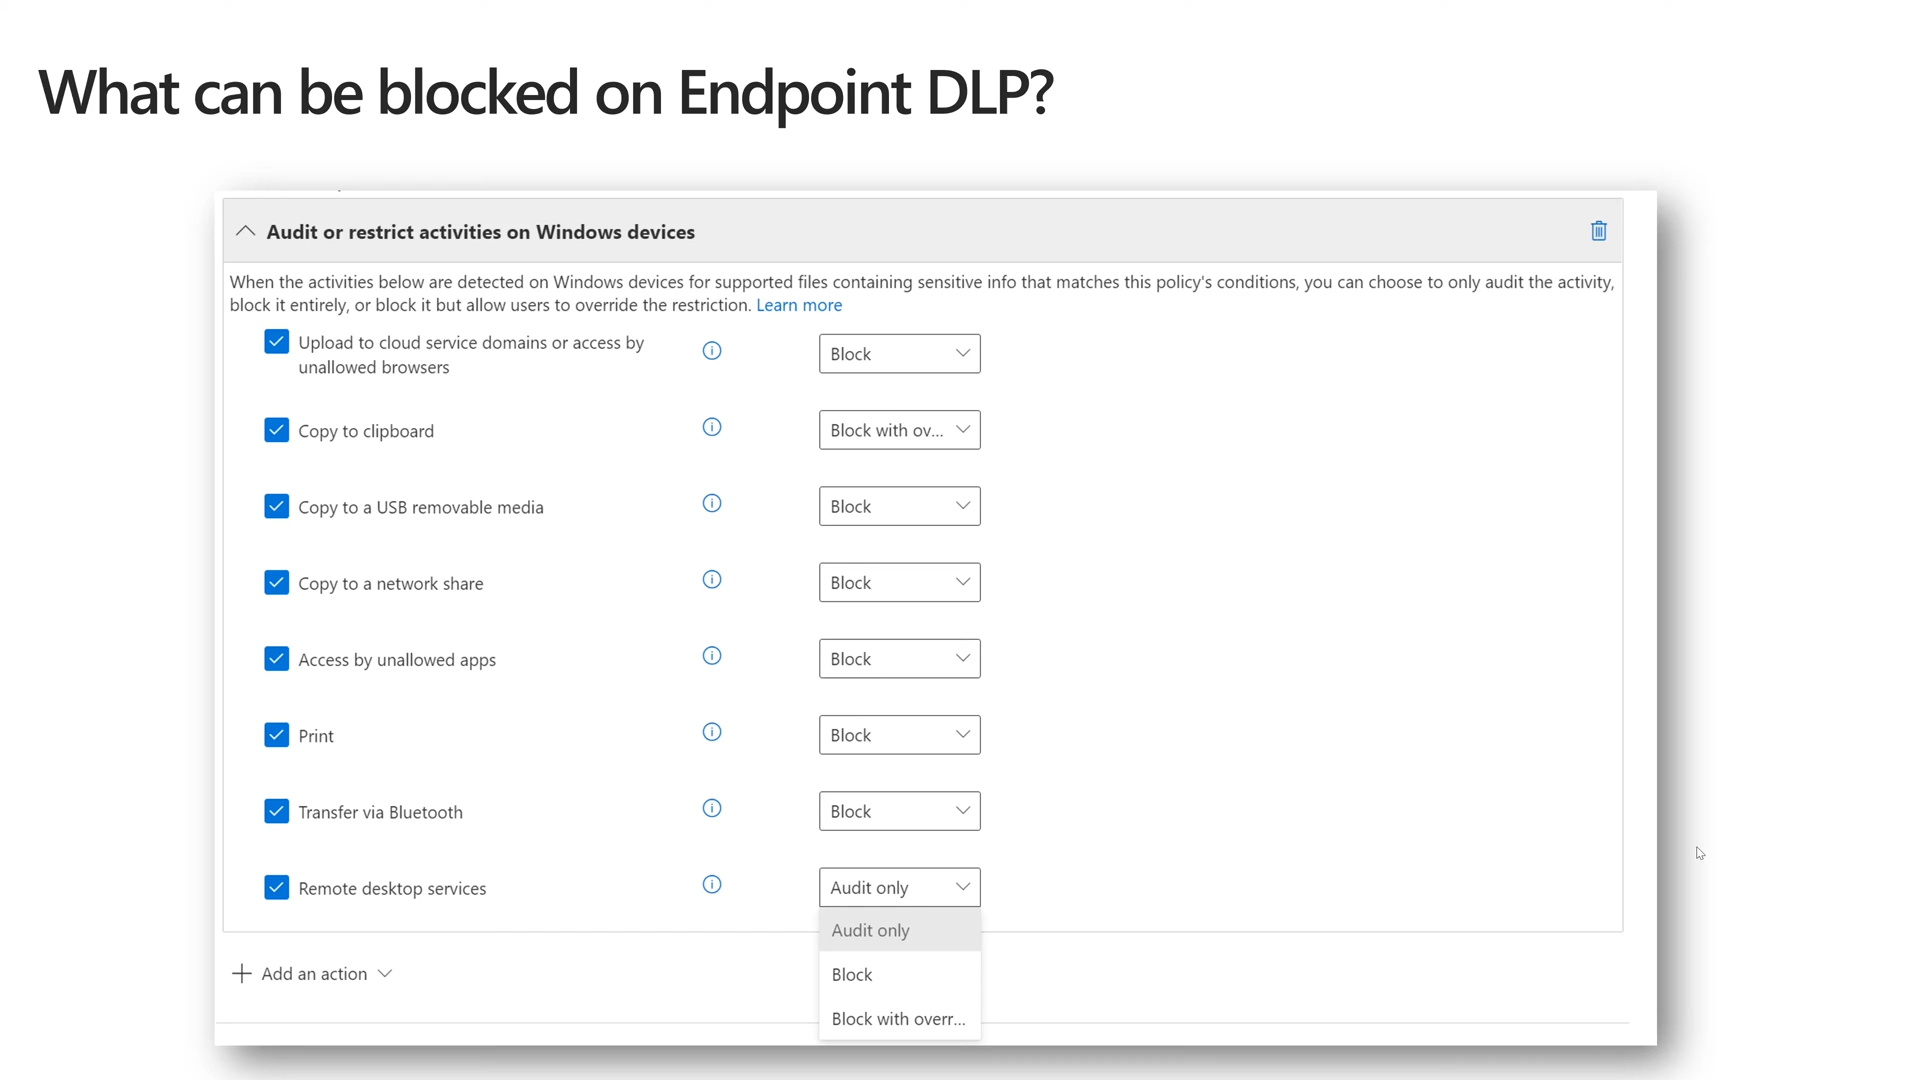 What can be blocked on Endpoint DLP?
Audit or restrict activities on Windows devices
When the activities below are detected on Windows devices for supported files containing sensitive info that matches this policy's conditions, you can choose to only audit the activity,
block it entirely, or block it but allow users to override the restriction. Learn more
Upload to cloud service domains or access by
unallowed browsers
Block
Copy to clipboard
Block with ov...
Copy to a USB removable media
Block
Copy to a network share
Block
Access by unallowed apps
Block
Print
Block
Transfer via Bluetooth
Block
Remote desktop services
Audit only
Audit only
Block
Block with overr...
Add an action